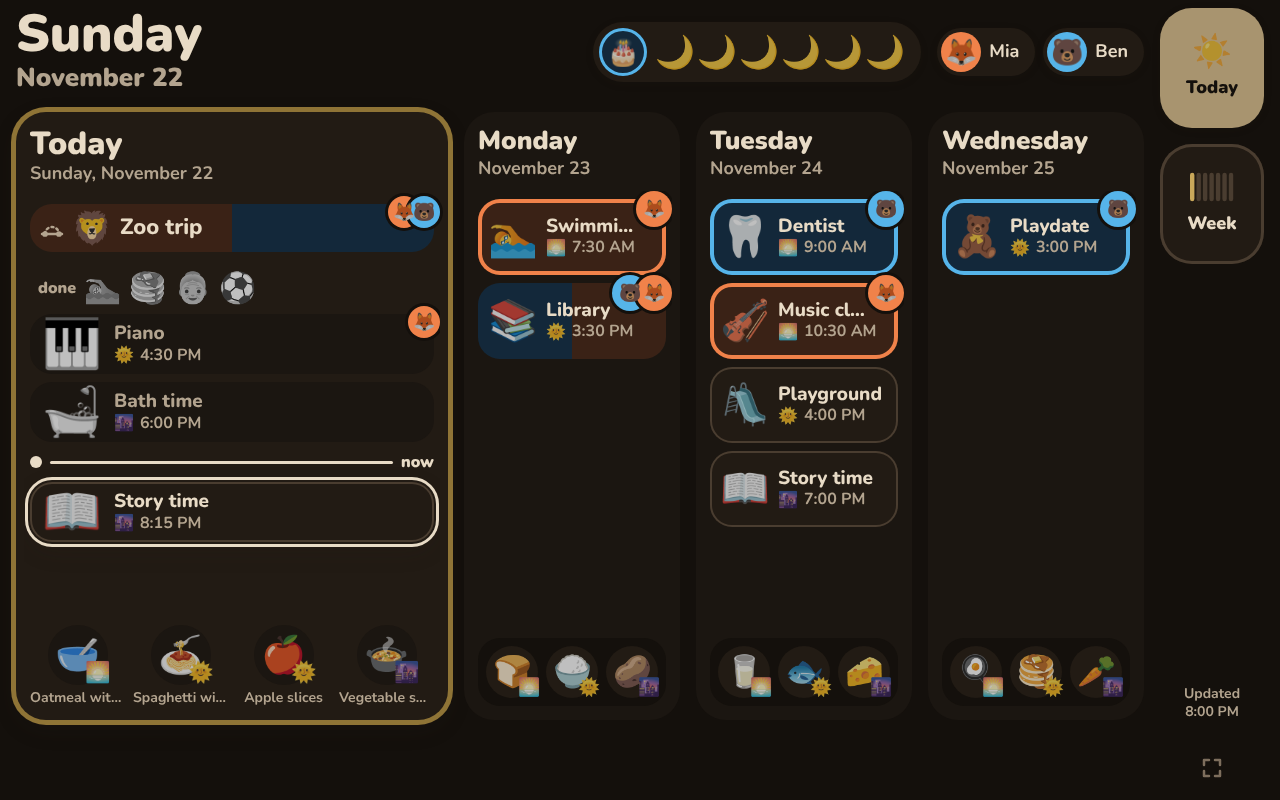 Sunday
November 22
Mia
Ben
Today
Week
Today
Sunday, November 22
Zoo trip
done
Piano
4:30 PM
Bath time
6:00 PM
now
Story time
8:15 PM
Oatmeal wit...
Spaghetti wi...
Apple slices
Vegetable s...
Monday
November 23
Swimmi...
7:30 AM
Library
3:30 PM
Tuesday
November 24
Dentist
9:00 AM
Music cl...
10:30 AM
Playground
4:00 PM
Story time
7:00 PM
Wednesday
November 25
Playdate
3:00 PM
Updated
8:00 PM